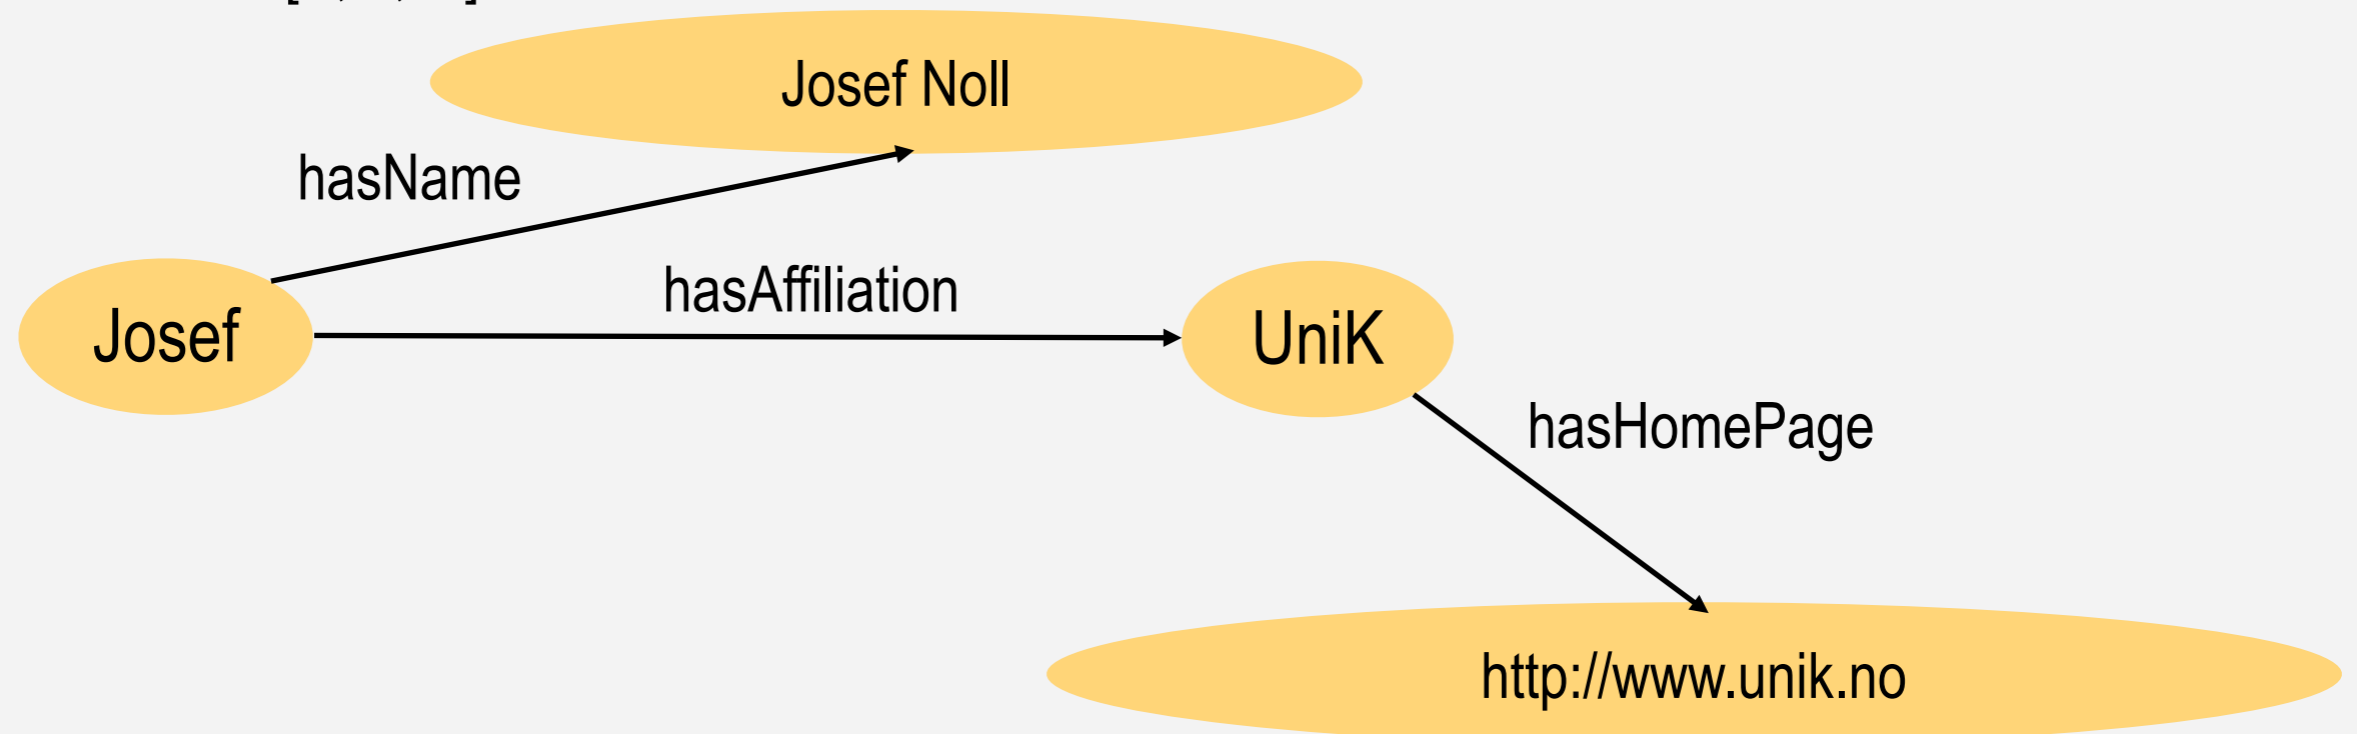 Josef Noll
hasName
hasAffiliation
Josef
UniK
hasHomePage
http://www.unik.no